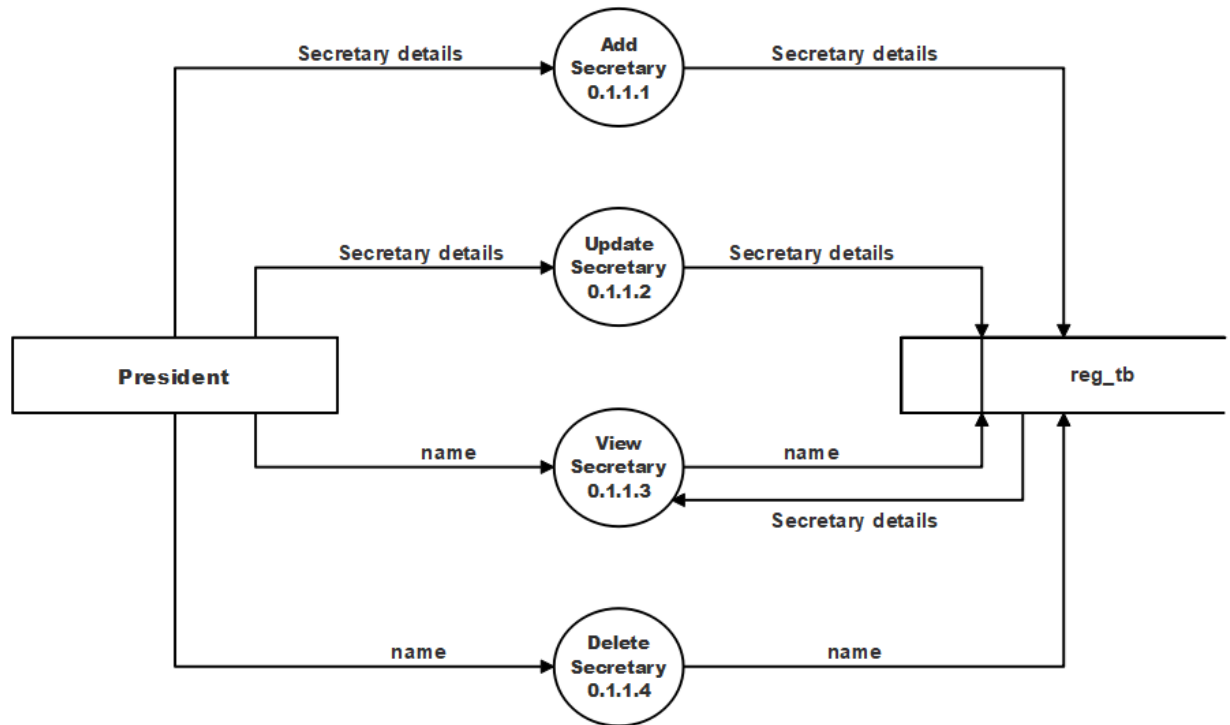 Secretary details
Add
Secretary
0.1.1.1
Secretary details
Secretary details
Update
Secretary
0.1.1.2
Secretary details
President
reg_tb
name
View
Secretary
0.1.1.3
name
Secretary details
name
Delete
Secretary
0.1.1.4
name